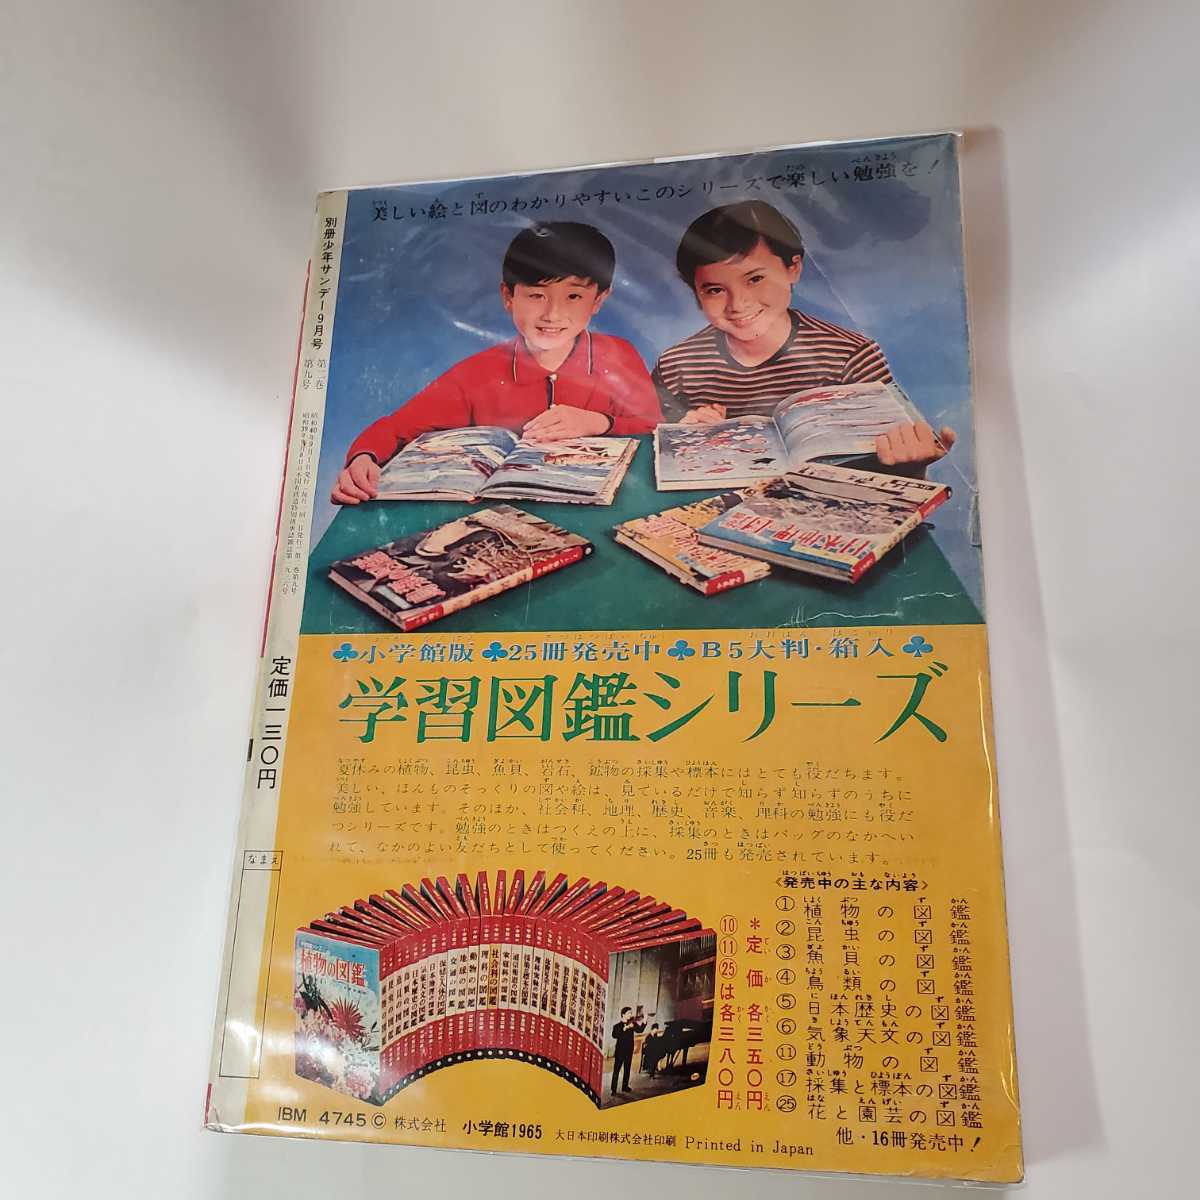 美しい絵と図のわかりやすいこのシリーズで楽しい勉強を！
別冊少年サンデー9月号
第二巻
第九号
定価一三〇円
なまえ
♣小学館版♣25冊発売中♣B5大判・箱入♣
学習図鑑シリーズ
夏休みの植物、昆虫、魚貝、岩石、鉱物の採集や標本にはとても役だちます。
美しい、ほんものそっくりの図や絵は、見ているだけで知らず知らずのうちに
勉強しています。そのほか、社会科、地理、歴史、音楽、理科の勉強にも役だ
つシリーズです。勉強のときはつくえの上に、採集のときはバッグのなかへい
れて、なかのよい友だちとして使ってください。25冊も発売されています。
《発売中の主な内容》
①植物の図鑑
②昆虫の図鑑
③魚貝の図鑑
④鳥類の図鑑
⑤日本歴史の図鑑
⑥気象天文の図鑑
⑪動物の図鑑
⑰採集と標本の図鑑
㉕花と園芸の図鑑
他・16冊発売中！
＊定価各三五〇円
⑩⑪㉕は各三八〇円
植物の図鑑
IBM 4745 © 株式会社 小学館1965 大日本印刷株式会社印刷 Printed in Japan